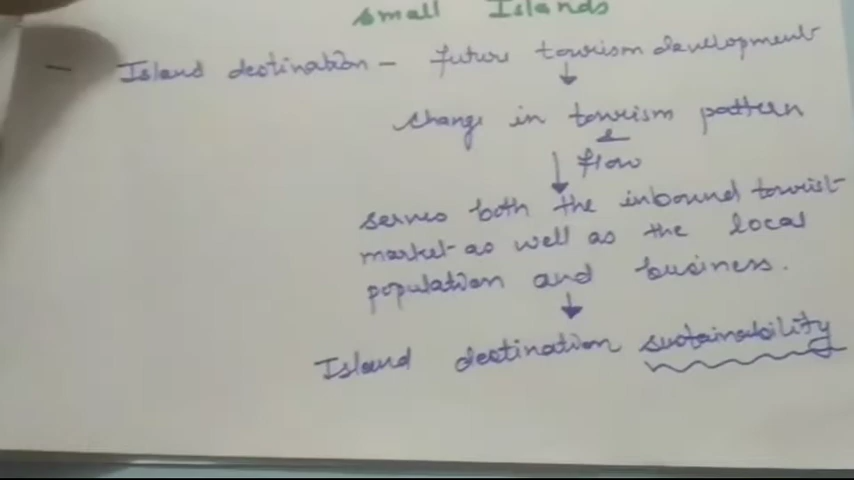 Small Islands
- Island destination - future tourism development
↓
change in tourism pattern
&
↓ flow
serves both the inbound tourist
market as well as the local
population and business.
↓
Island destination sustainability